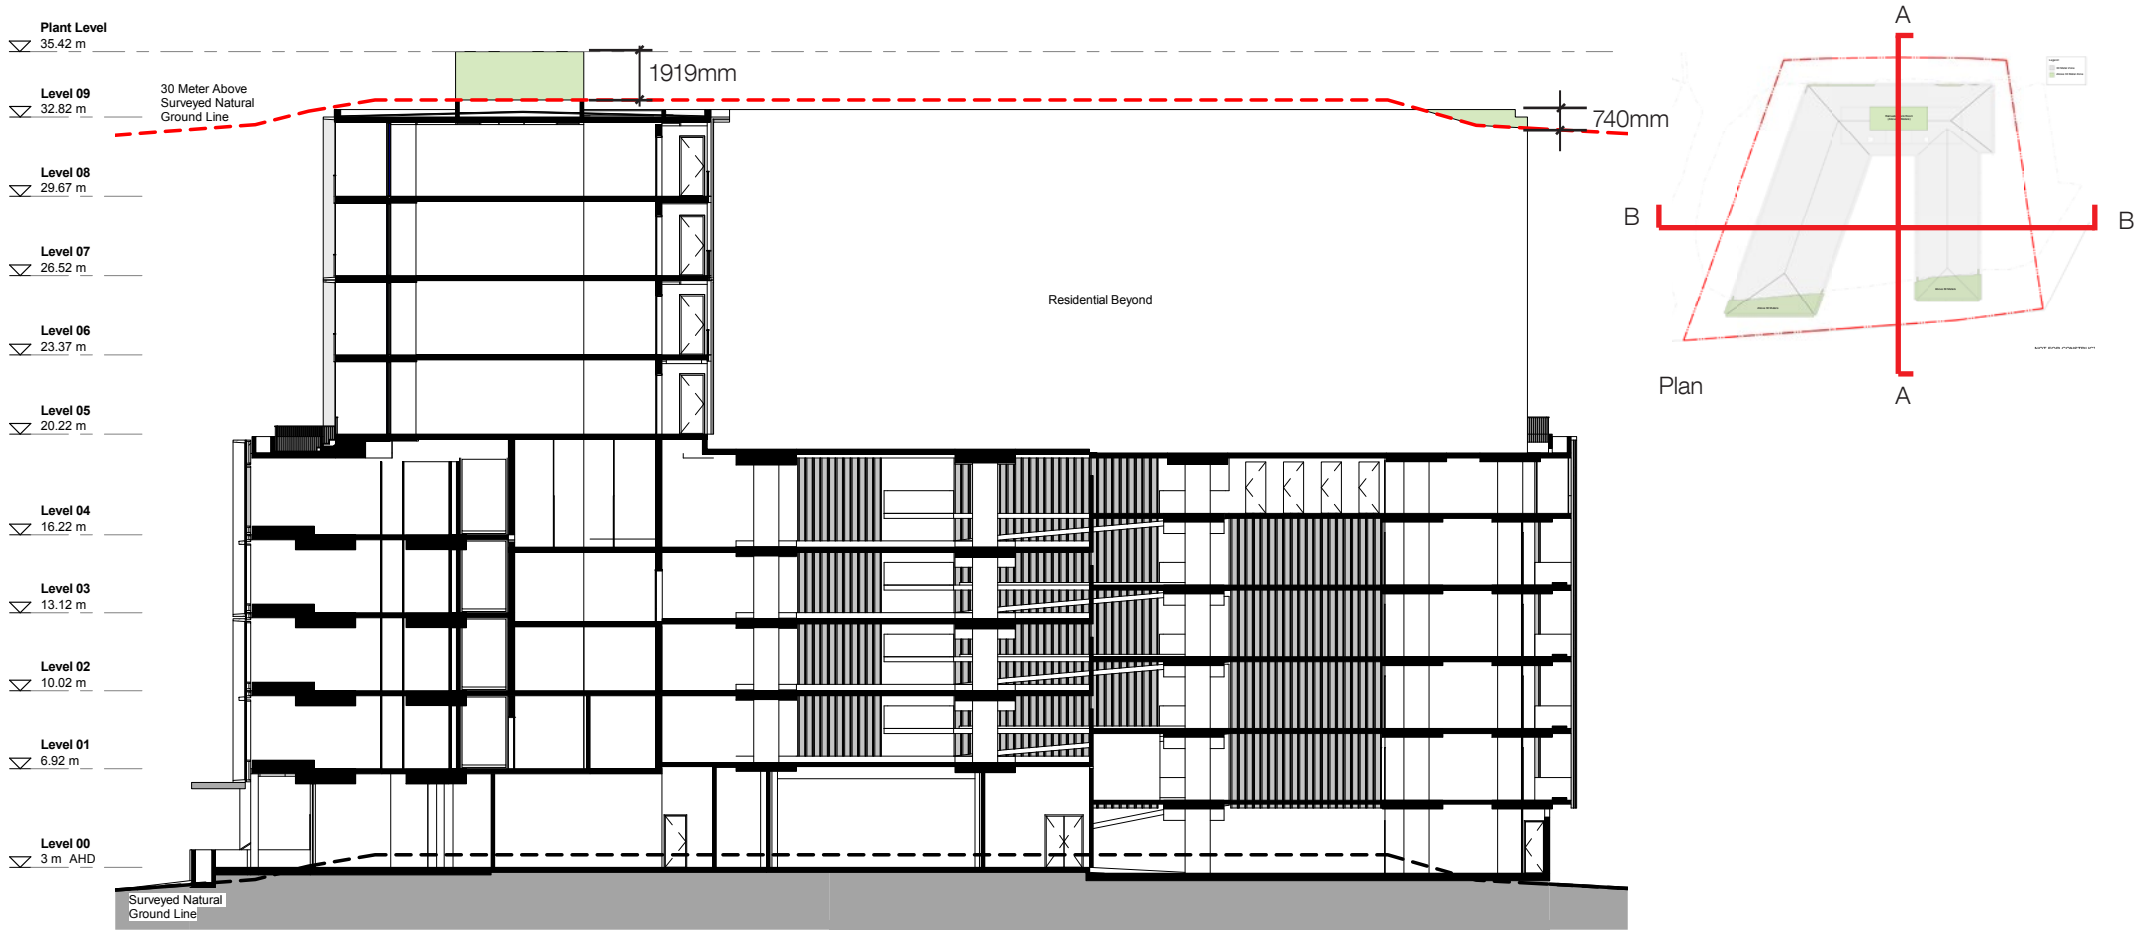 Plant Level
35.42 m
Level 09
32.82 m
30 Meter Above
Surveyed Natural
Ground Line
1919mm
740mm
Level 08
29.67 m
Level 07
26.52 m
Level 06
23.37 m
Level 05
20.22 m
Level 04
16.22 m
Level 03
13.12 m
Level 02
10.02 m
Level 01
6.92 m
Level 00
3 m AHD
Residential Beyond
Surveyed Natural
Ground Line
A
B
B
A
Plan